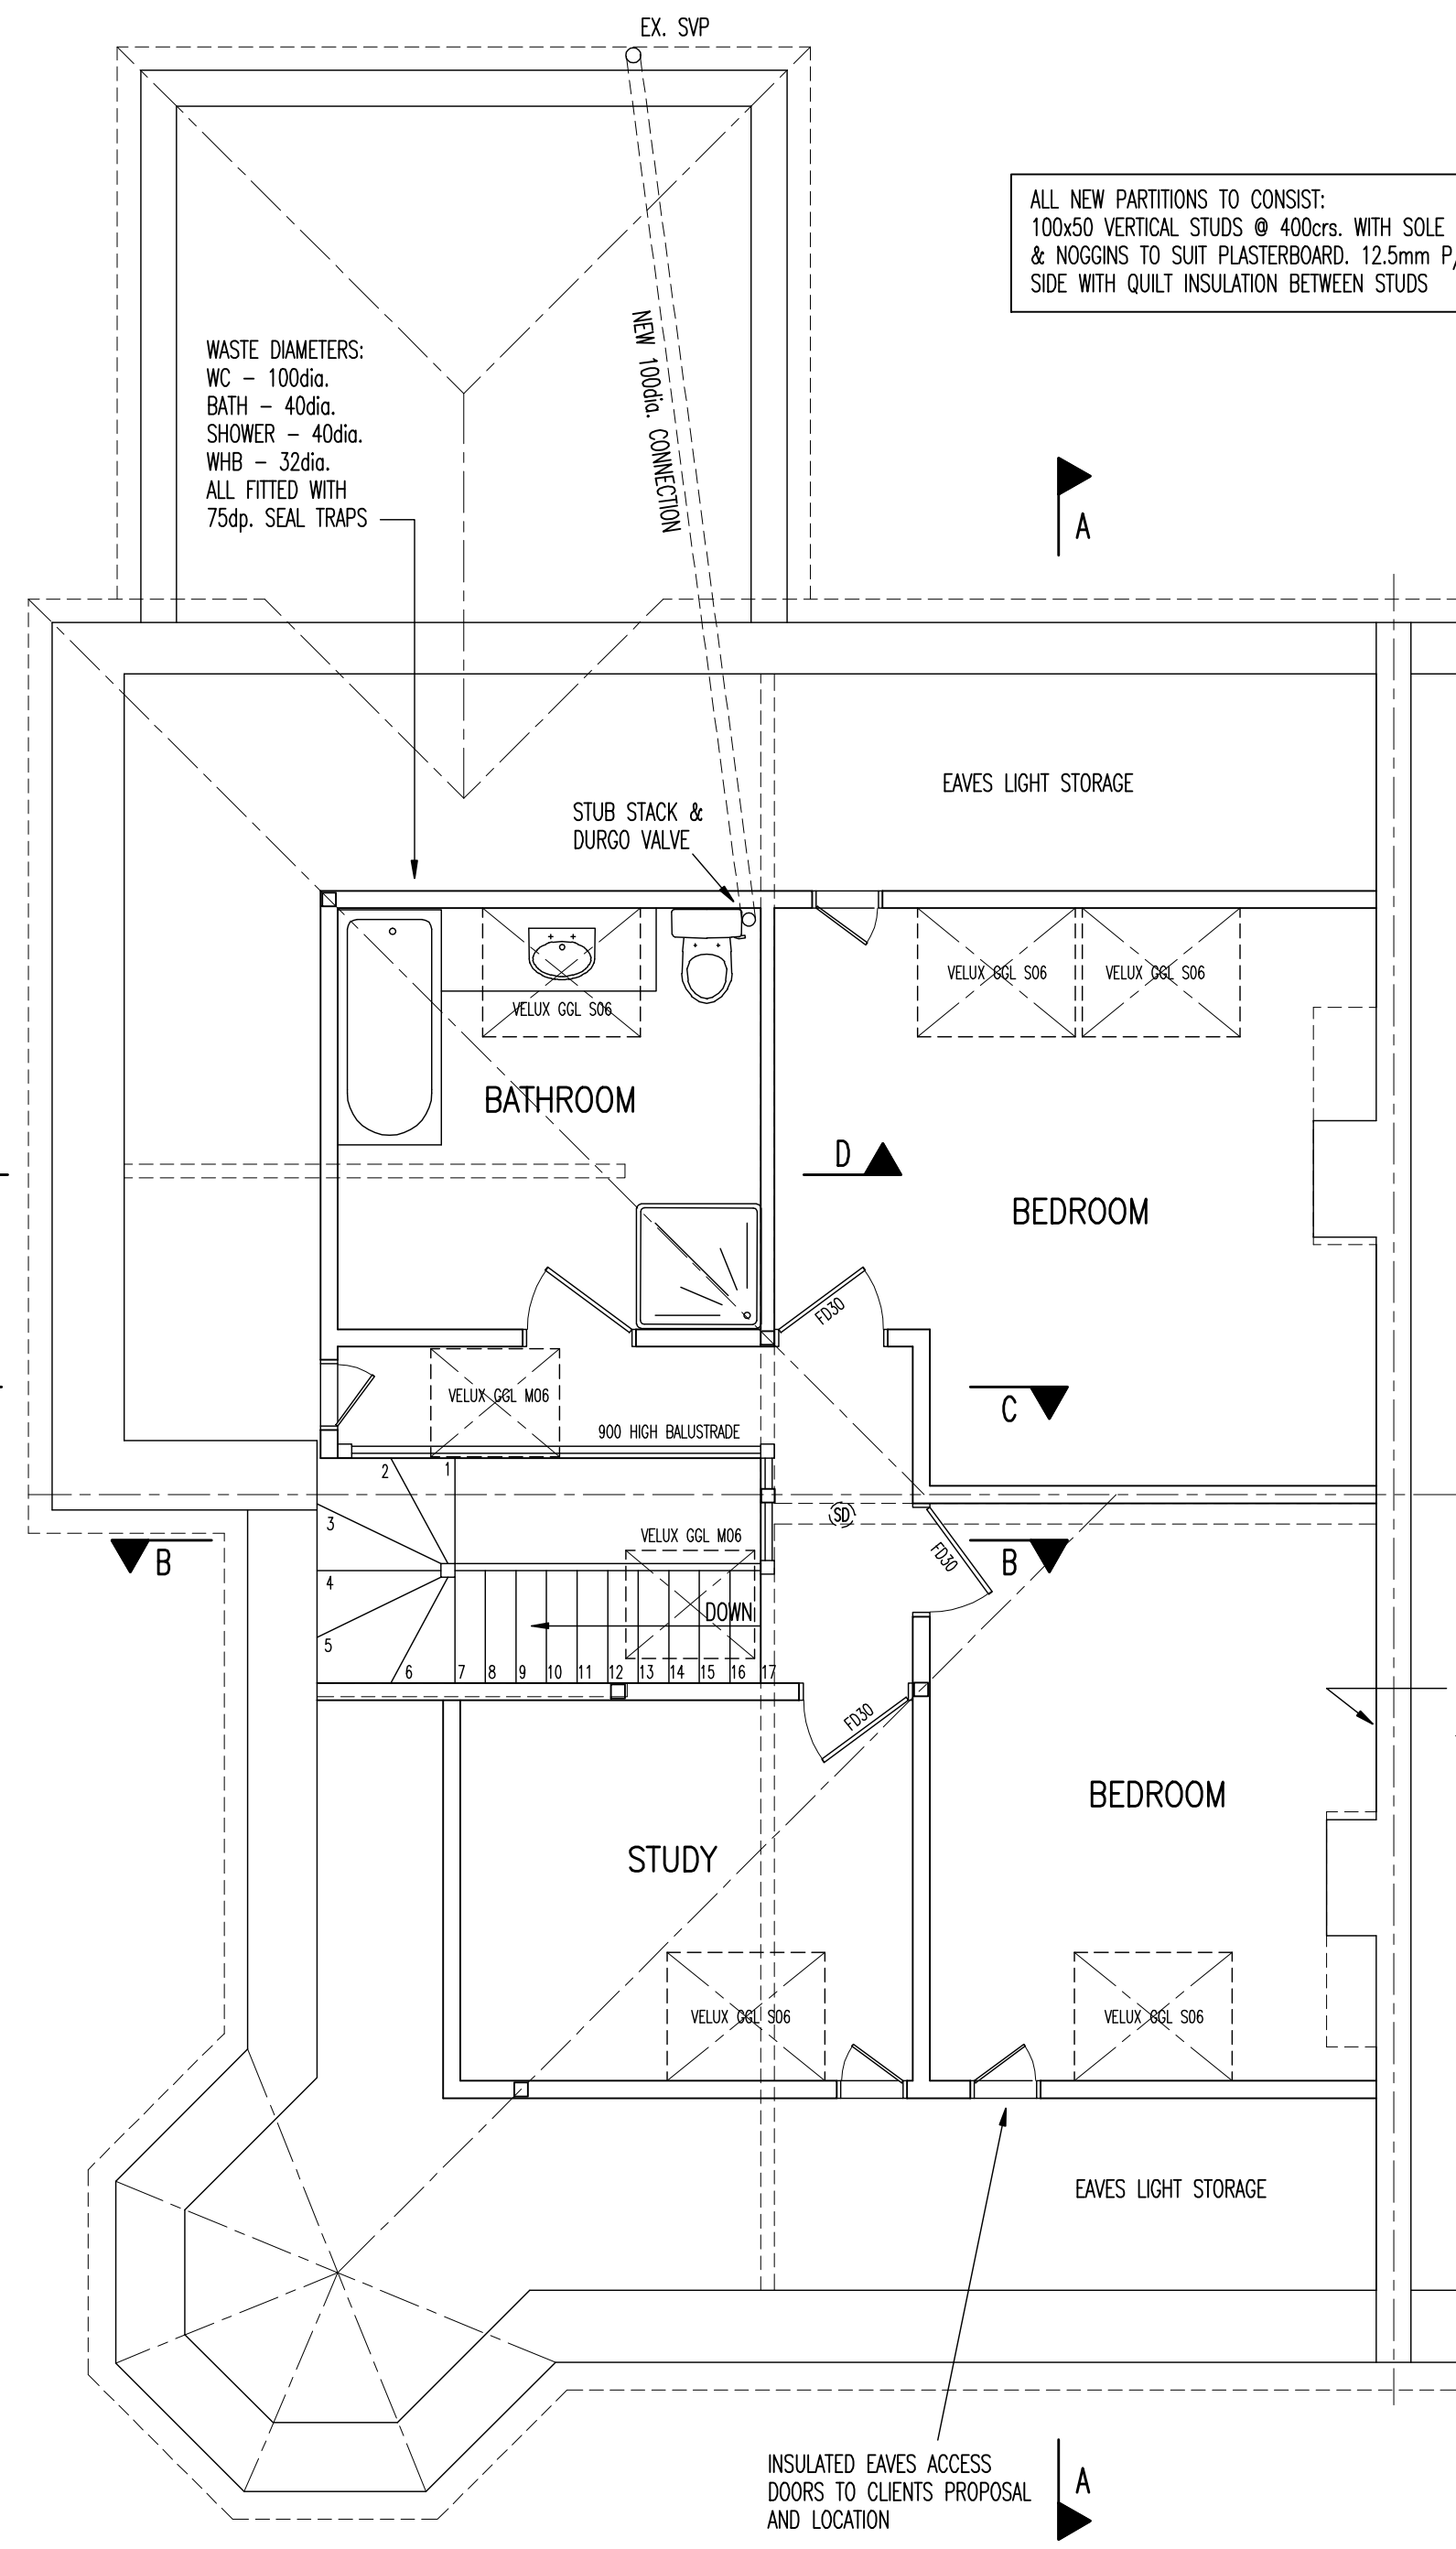 EX. SVP
ALL NEW PARTITIONS TO CONSIST:
100x50 VERTICAL STUDS @ 400crs. WITH SOLE
& NOGGINS TO SUIT PLASTERBOARD. 12.5mm P/
SIDE WITH QUILT INSULATION BETWEEN STUDS
WASTE DIAMETERS:
WC – 100dia.
BATH – 40dia.
SHOWER – 40dia.
WHB – 32dia.
ALL FITTED WITH
75dp. SEAL TRAPS
NEW 100dia. CONNECTION
A
EAVES LIGHT STORAGE
STUB STACK &
DURGO VALVE
VELUX GGL S06
VELUX GGL S06
VELUX GGL S06
BATHROOM
D
BEDROOM
FD30
VELUX GGL M06
C
900 HIGH BALUSTRADE
2
1
3
SD
VELUX GGL M06
FD30
B
B
4
DOWN
5
6
7
8
9
10
11
12
13
14
15
16
17
FD30
BEDROOM
STUDY
VELUX GGL S06
VELUX GGL S06
EAVES LIGHT STORAGE
INSULATED EAVES ACCESS
DOORS TO CLIENTS PROPOSAL
AND LOCATION
A